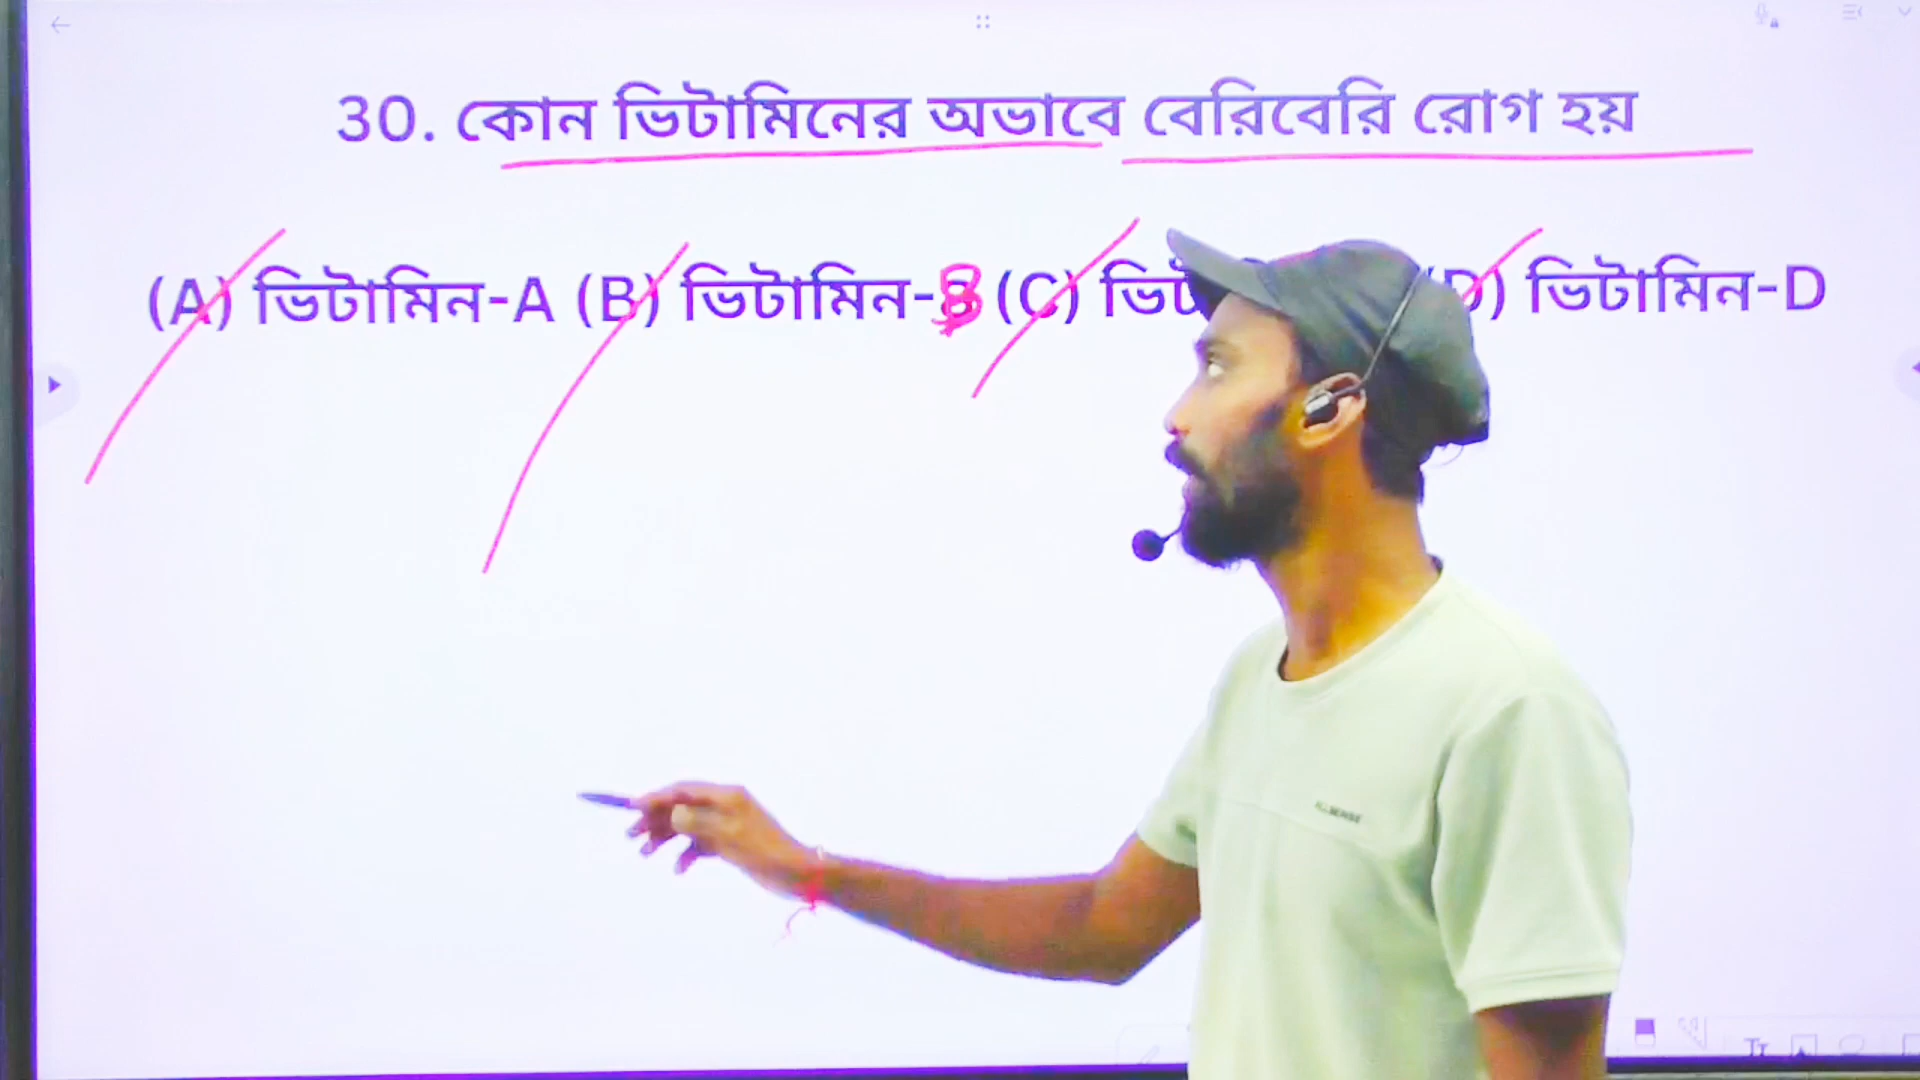 30. কোন ভিটামিনের অভাবে বেরিবেরি রোগ হয়
(A) ভিটামিন-A (B) ভিটামিন-B (C) (D) ভিটামিন-D